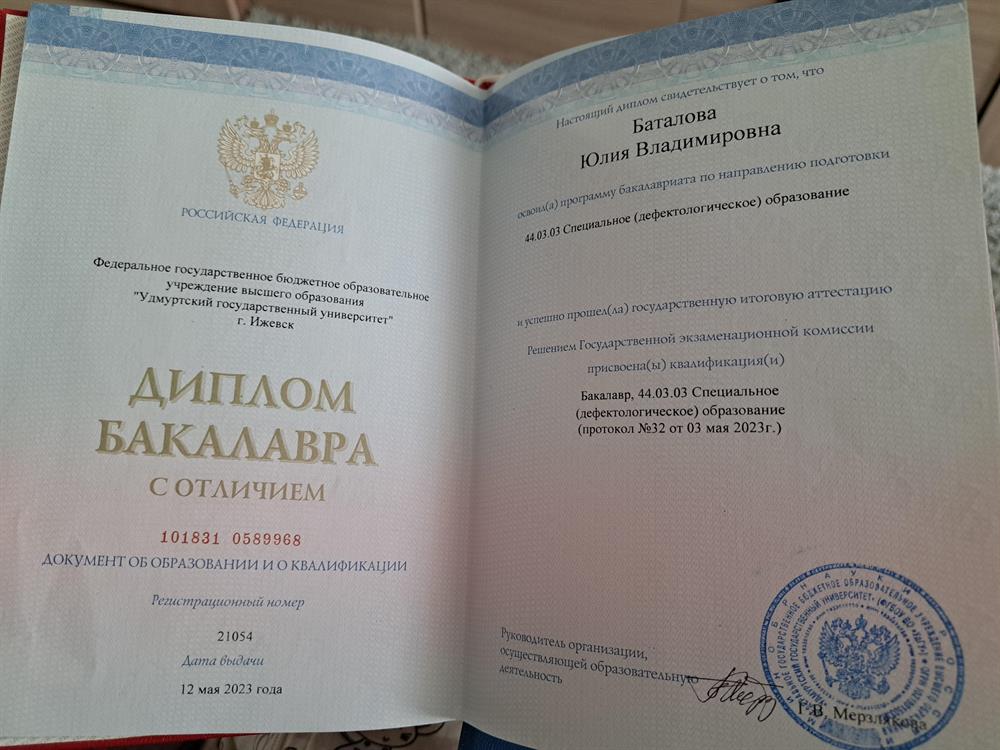 РОССИЙСКАЯ ФЕДЕРАЦИЯ
Федеральное государственное бюджетное образовательное
учреждение высшего образования
"Удмуртский государственный университет"
г. Ижевск
ДИПЛОМ
БАКАЛАВРА
С ОТЛИЧИЕМ
101831 0589968
ДОКУМЕНТ ОБ ОБРАЗОВАНИИ И О КВАЛИФИКАЦИИ
Регистрационный номер
21054
Дата выдачи
12 мая 2023 года
Настоящий диплом свидетельствует о том, что
Баталова
Юлия Владимировна
освоил(а) программу бакалавриата по направлению подготовки
44.03.03 Специальное (дефектологическое) образование
и успешно прошел(ла) государственную итоговую аттестацию
Решением Государственной экзаменационной комиссии
присвоена(ы) квалификация(и)
Бакалавр, 44.03.03 Специальное
(дефектологическое) образование
(протокол №32 от 03 мая 2023г.)
Руководитель организации,
осуществляющей образовательную
деятельность
Г.В. Мерзлякова